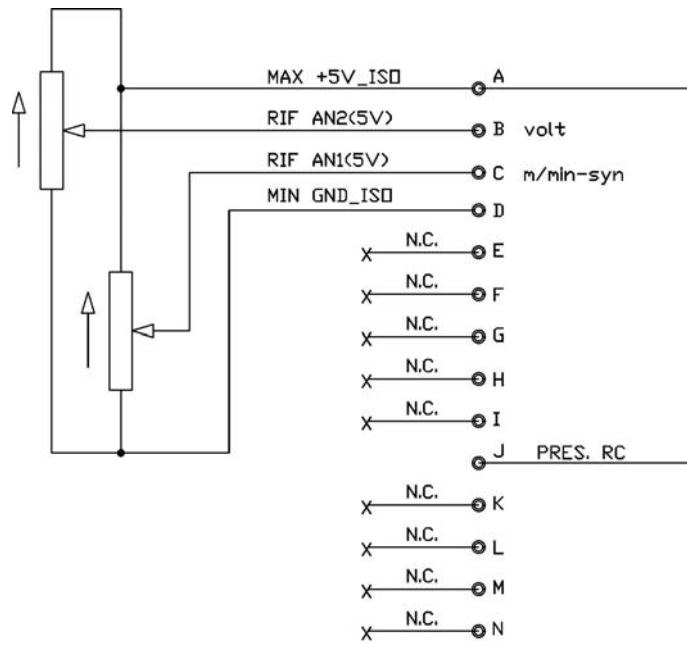 MAX +5V_ISO A
RIF AN2(5V) B volt
RIF AN1(5V) C m/min-syn
MIN GND_ISO D
N.C. E
N.C. F
N.C. G
N.C. H
N.C. I
J PRES. RC
N.C. K
N.C. L
N.C. M
N.C. N